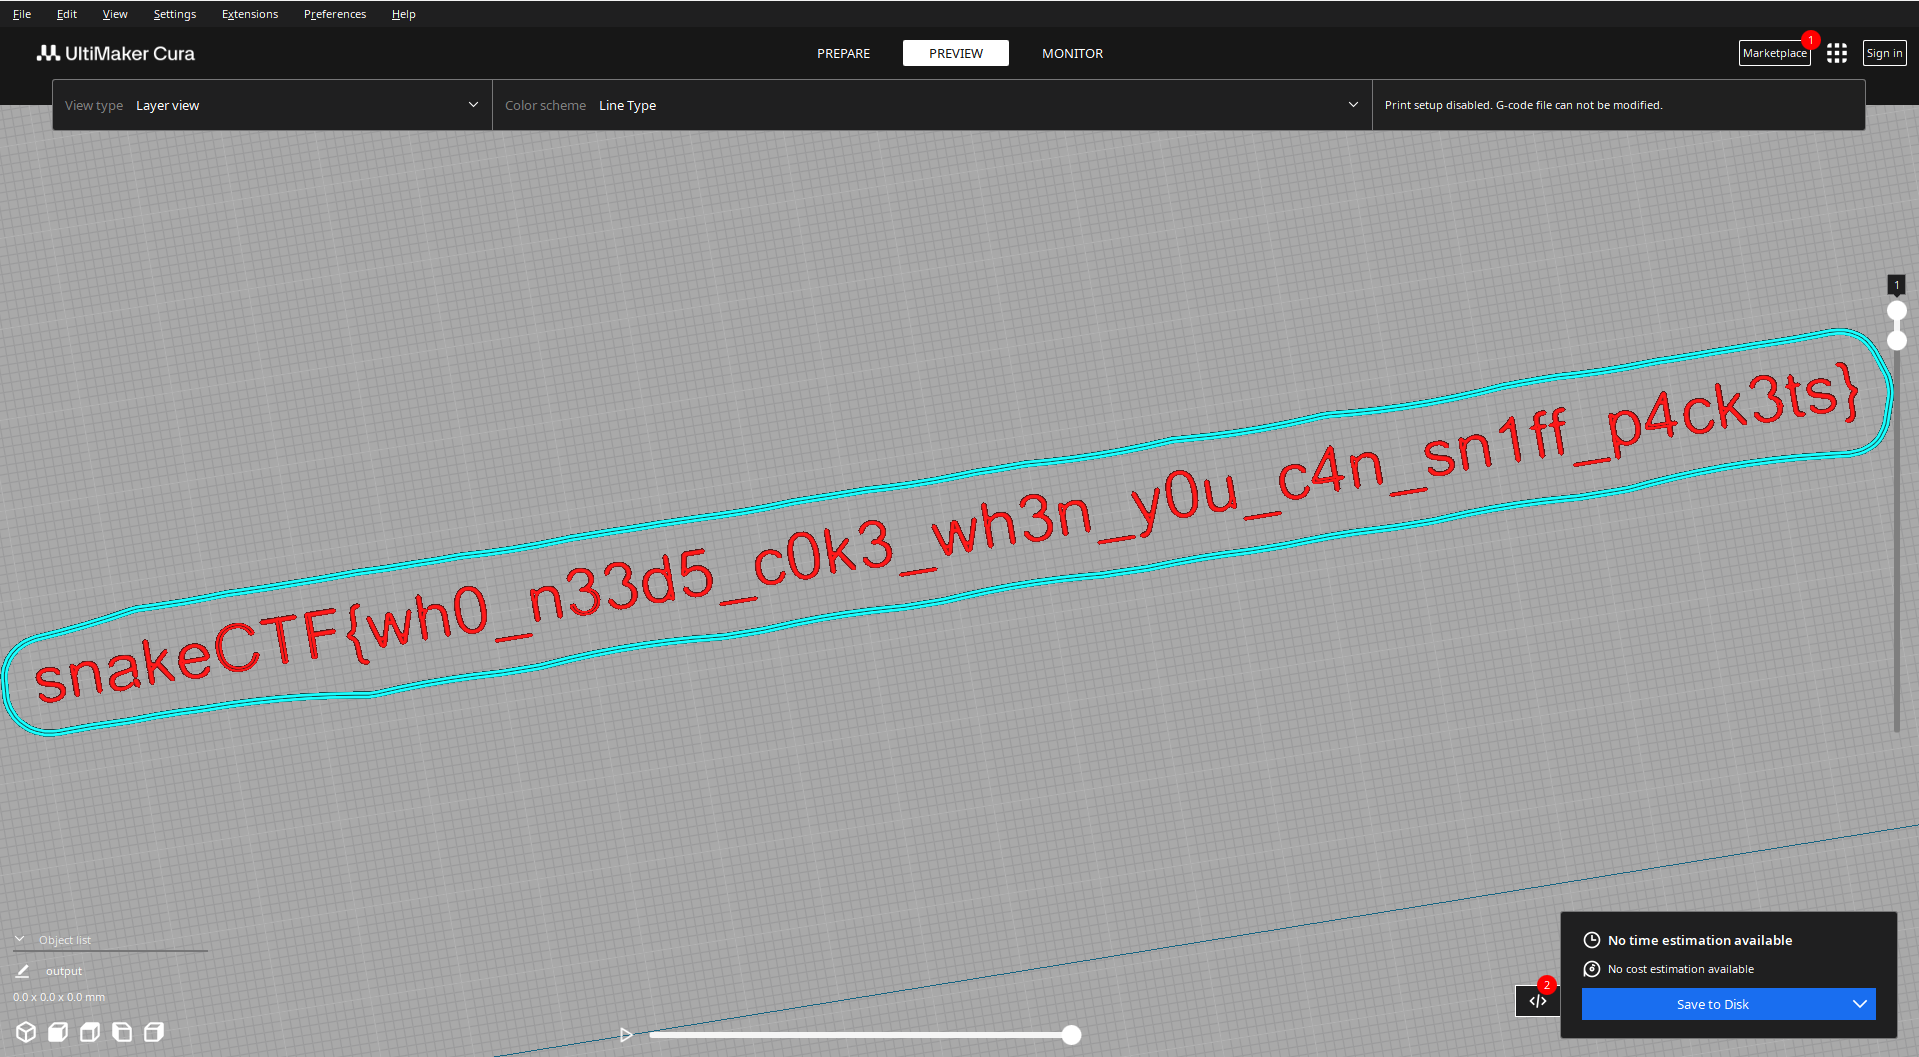 File Edit View Settings Extensions Preferences Help
UltiMaker Cura PREPARE PREVIEW MONITOR Marketplace 1 Sign in
View type Layer view Color scheme Line Type Print setup disabled. G-code file can not be modified.
1
snakeCTF{wh0_n33d5_c0k3_wh3n_y0u_c4n_sn1ff_p4ck3ts}
Object list
output
0.0 x 0.0 x 0.0 mm
2
</>
No time estimation available
No cost estimation available
Save to Disk